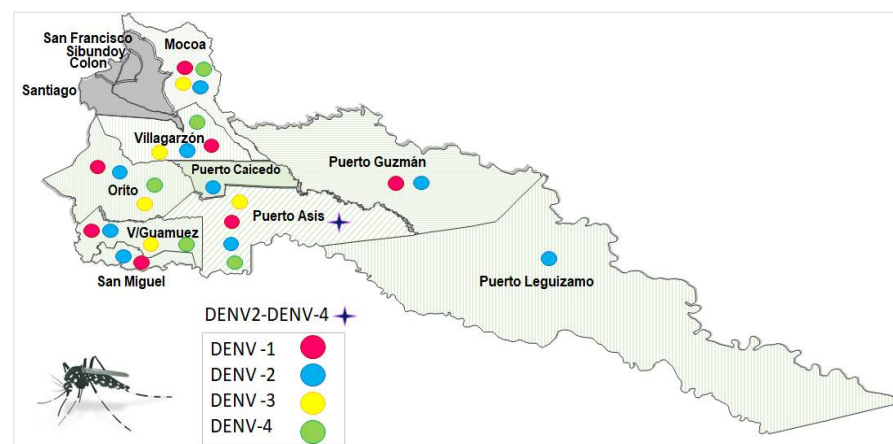 San Francisco
Sibundoy
Colon
Santiago
Mocoa
Villagarzón
Puerto Caicedo
Puerto Guzmán
Orito
Puerto Asís
V/Guamuez
San Miguel
Puerto Leguizamo
DENV2-DENV-4
DENV -1
DENV -2
DENV -3
DENV-4